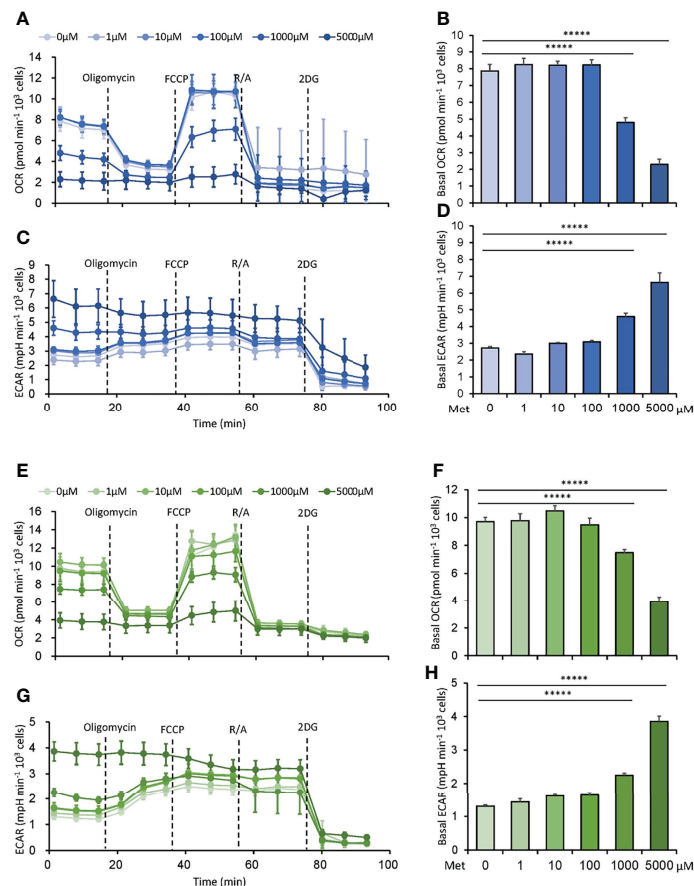 A
0μM 1μM 10μM 100μM 1000μM 5000μM
Oligomycin FCCP R/A 2DG
OCR (pmol min⁻¹ 10³ cells)
14
12
10
8
6
4
2
0
B
*****
*****
Basal OCR (pmol min⁻¹ 10³ cells)
10
9
8
7
6
5
4
3
2
1
0
C
Oligomycin FCCP R/A 2DG
ECAR (mpH min⁻¹ 10³ cells)
9
8
7
6
5
4
3
2
1
0
0 20 40 60 80 100
Time (min)
D
*****
*****
Basal ECAR (mpH min⁻¹ 10³ cells)
10
9
8
7
6
5
4
3
2
1
0
Met 0 1 10 100 1000 5000 μM
E
0μM 1μM 10μM 100μM 1000μM 5000μM
Oligomycin FCCP R/A 2DG
OCR (pmol min⁻¹ 10³ cells)
16
14
12
10
8
6
4
2
0
0 20 40 60 80 100
F
*****
*****
Basal OCR (pmol min⁻¹ 10³ cells)
12
10
8
6
4
2
0
G
Oligomycin FCCP R/A 2DG
ECAR (mpH min⁻¹ 10³ cells)
5
4
3
2
1
0
0 20 40 60 80 100
Time (min)
H
*****
*****
Basal ECAR (mpH min⁻¹ 10³ cells)
5
4
3
2
1
0
Met 0 1 10 100 1000 5000 μM